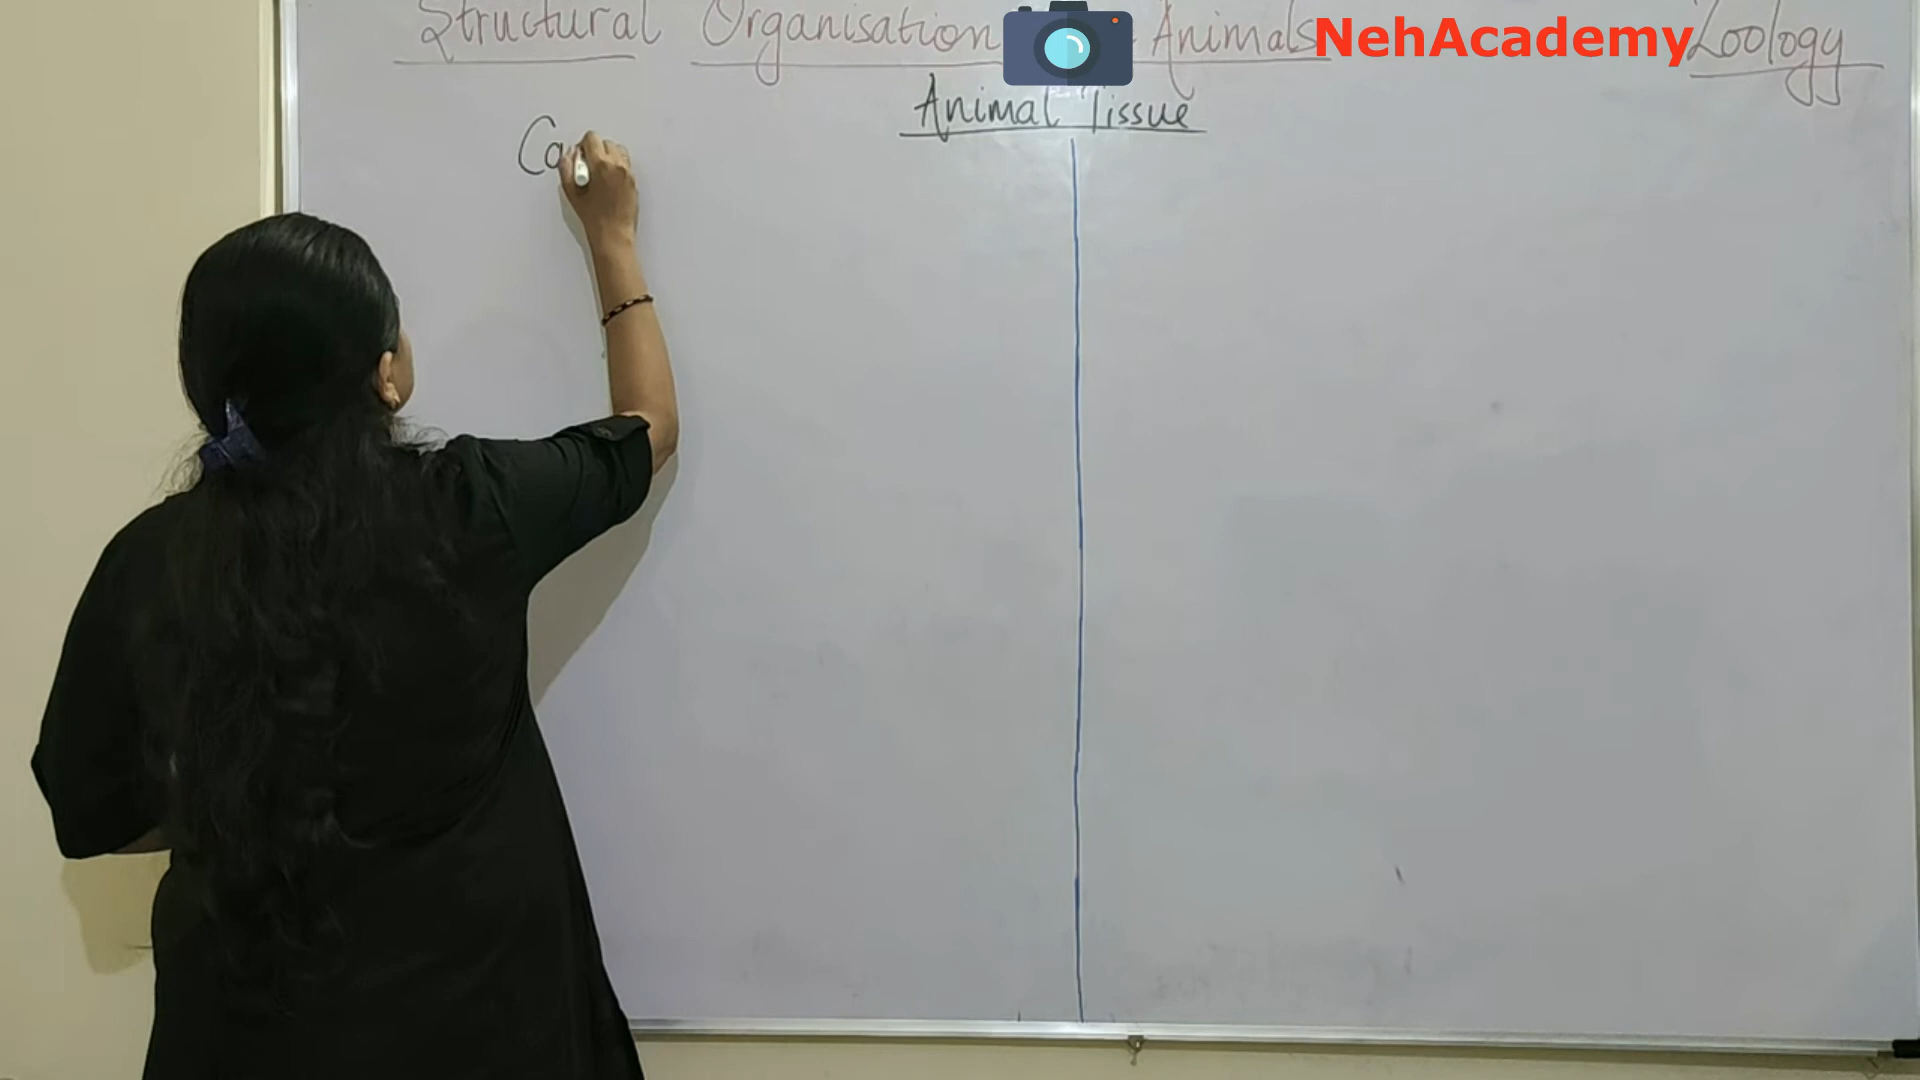 Structural Organisation Animals Zoology
NehAcademy
Animal Tissue
Ca